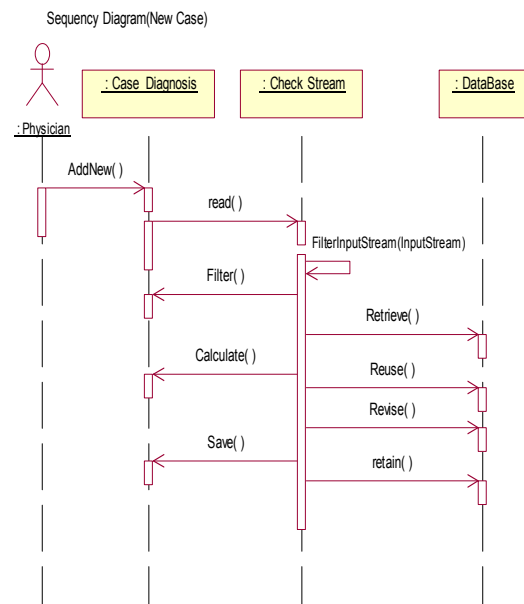 Sequency Diagram(New Case)
: Case Diagnosis
: Check Stream
: DataBase
: Physician
AddNew( )
read( )
FilterInputStream(InputStream)
Filter( )
Retrieve( )
Calculate( )
Reuse( )
Revise( )
Save( )
retain( )